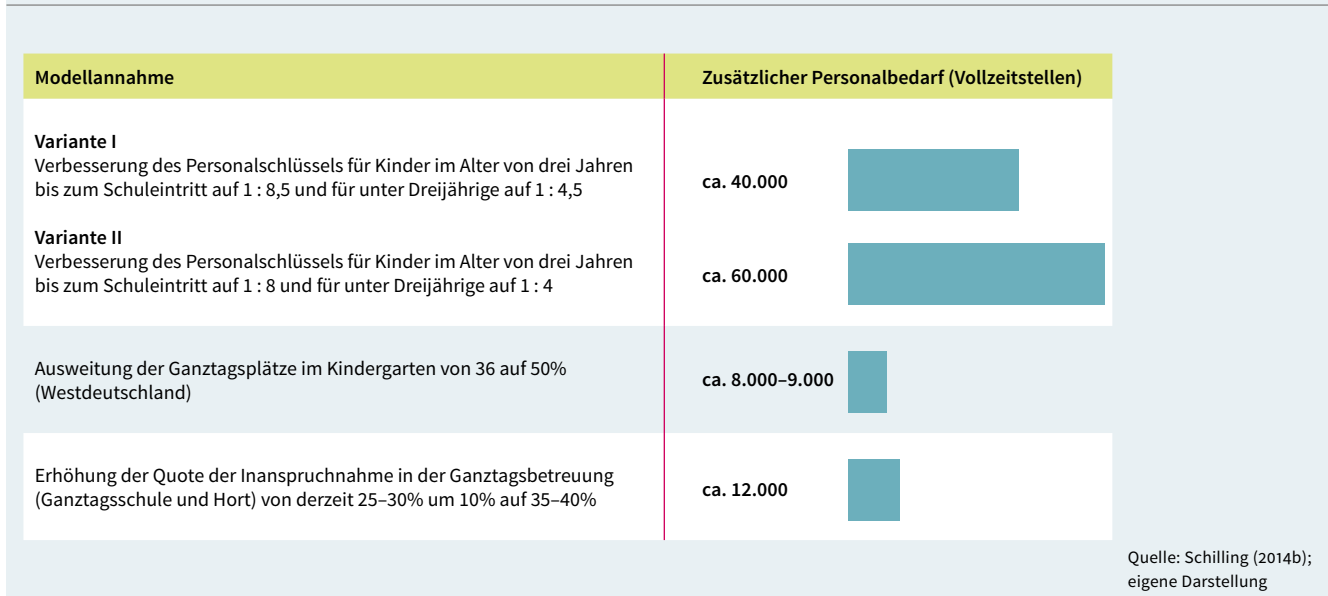 Modellannahme
Zusätzlicher Personalbedarf (Vollzeitstellen)
Variante I
Verbesserung des Personalschlüssels für Kinder im Alter von drei Jahren
bis zum Schuleintritt auf 1 : 8,5 und für unter Dreijährige auf 1 : 4,5
ca. 40.000
Variante II
Verbesserung des Personalschlüssels für Kinder im Alter von drei Jahren
bis zum Schuleintritt auf 1 : 8 und für unter Dreijährige auf 1 : 4
ca. 60.000
Ausweitung der Ganztagsplätze im Kindergarten von 36 auf 50%
(Westdeutschland)
ca. 8.000–9.000
Erhöhung der Quote der Inanspruchnahme in der Ganztagsbetreuung
(Ganztagsschule und Hort) von derzeit 25–30% um 10% auf 35–40%
ca. 12.000
Quelle: Schilling (2014b);
eigene Darstellung